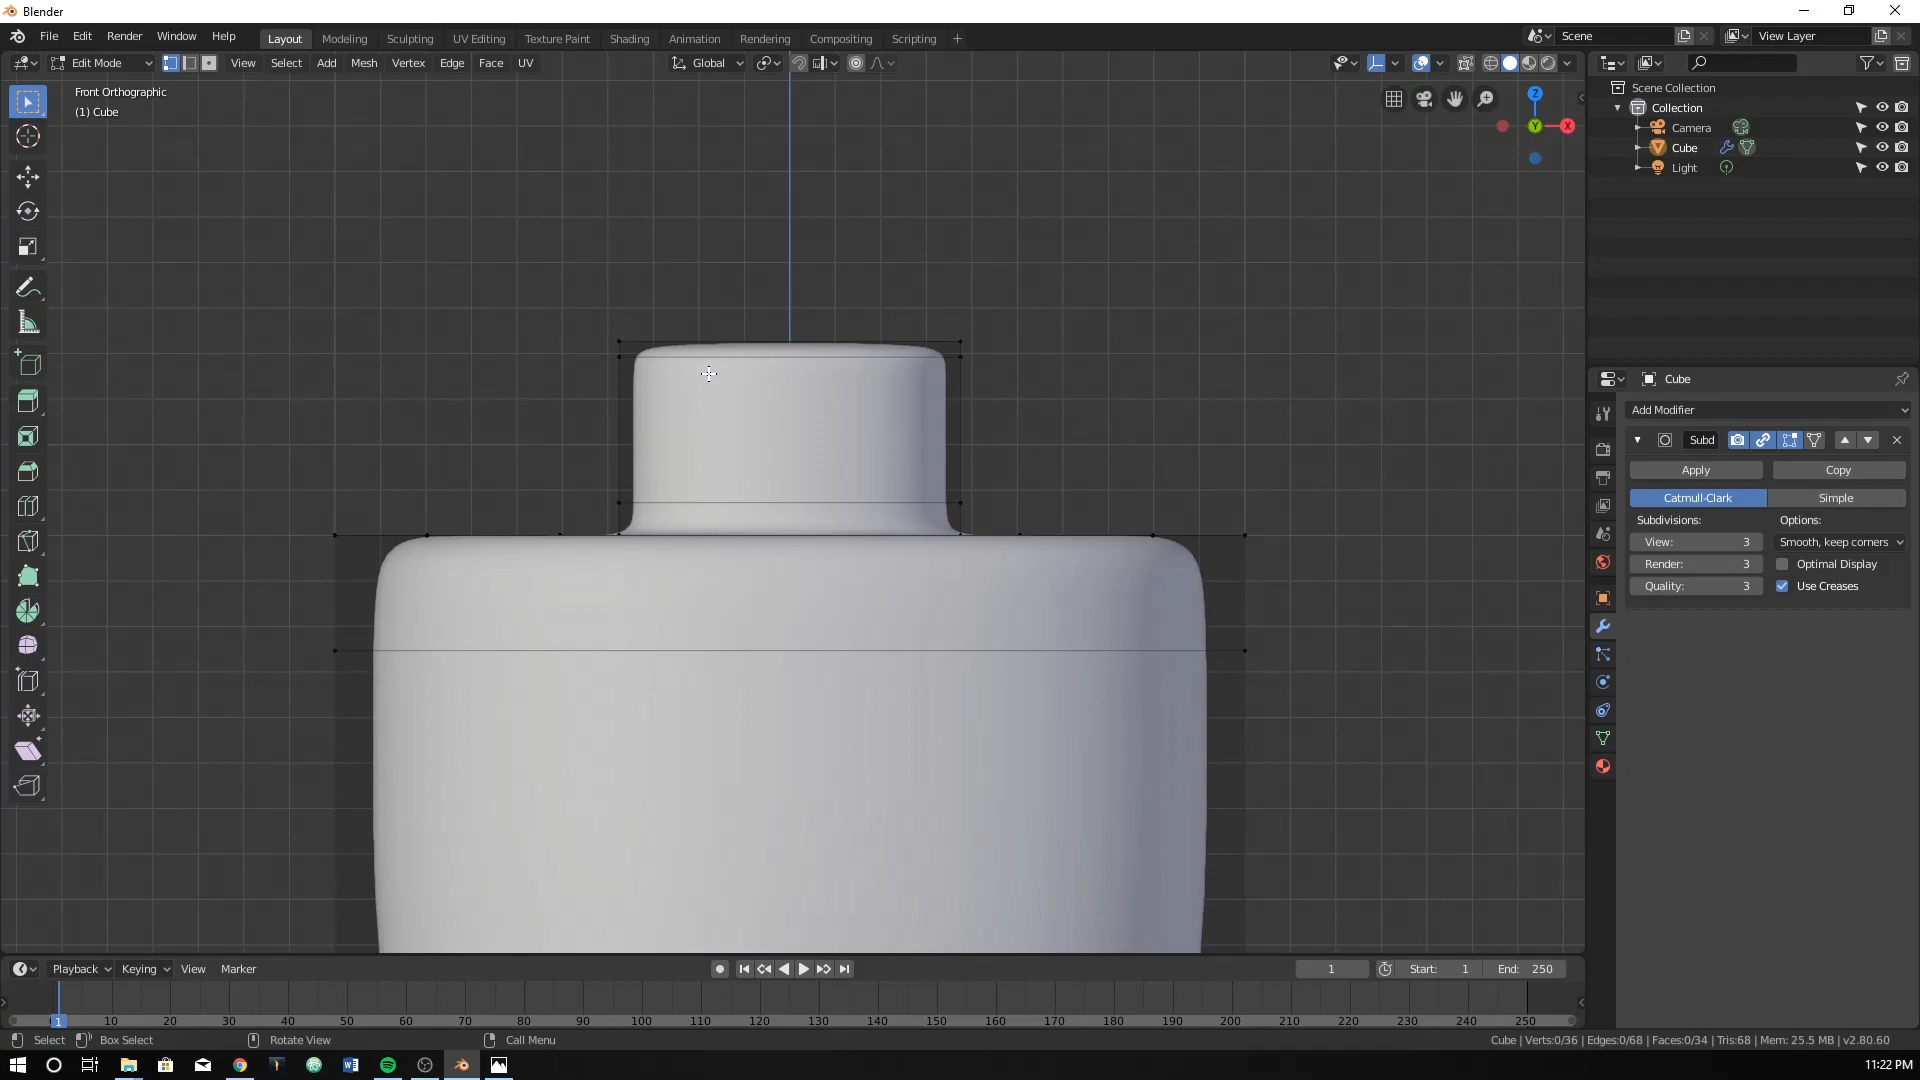 Blender
File Edit Render Window Help Layout Modeling Sculpting UV Editing Texture Paint Shading Animation Rendering Compositing Scripting + Scene View Layer
Edit Mode View Select Add Mesh Vertex Edge Face UV Global
Front Orthographic
(1) Cube
Z
Y
X
Scene Collection
Collection
Camera
Cube
Light
Cube
Add Modifier
Subd
Apply Copy
Catmull-Clark Simple
Subdivisions: Options:
View: 3 Smooth, keep corners
Render: 3 Optimal Display
Quality: 3 Use Creases
Playback Keying View Marker 1 Start: 1 End: 250
1 10 20 30 40 50 60 70 80 90 100 110 120 130 140 150 160 170 180 190 200 210 220 230 240 250
Select Box Select Rotate View Call Menu Cube | Verts:0/36 | Edges:0/68 | Faces:0/34 | Tris:68 | Mem: 25.5 MB | v2.80.60
11:22 PM